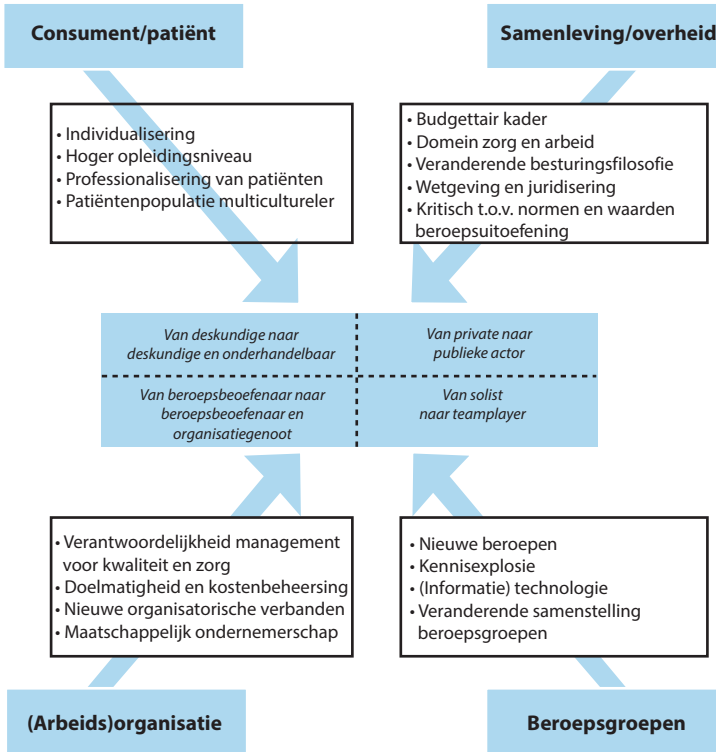 Consument/patiënt
Samenleving/overheid
• Individualisering
• Hoger opleidingsniveau
• Professionalisering van patiënten
• Patiëntenpopulatie multicultureler
• Budgettair kader
• Domein zorg en arbeid
• Veranderende besturingsfilosofie
• Wetgeving en juridisering
• Kritisch t.o.v. normen en waarden
beroepsuitoefening
Van deskundige naar
deskundige en onderhandelbaar
Van private naar
publieke actor
Van beroepsbeoefenaar naar
beroepsbeoefenaar en
organisatiegenoot
Van solist
naar teamplayer
• Verantwoordelijkheid management
voor kwaliteit en zorg
• Doelmatigheid en kostenbeheersing
• Nieuwe organisatorische verbanden
• Maatschappelijk ondernemerschap
• Nieuwe beroepen
• Kennisexplosie
• (Informatie) technologie
• Veranderende samenstelling
beroepsgroepen
(Arbeids)organisatie
Beroepsgroepen